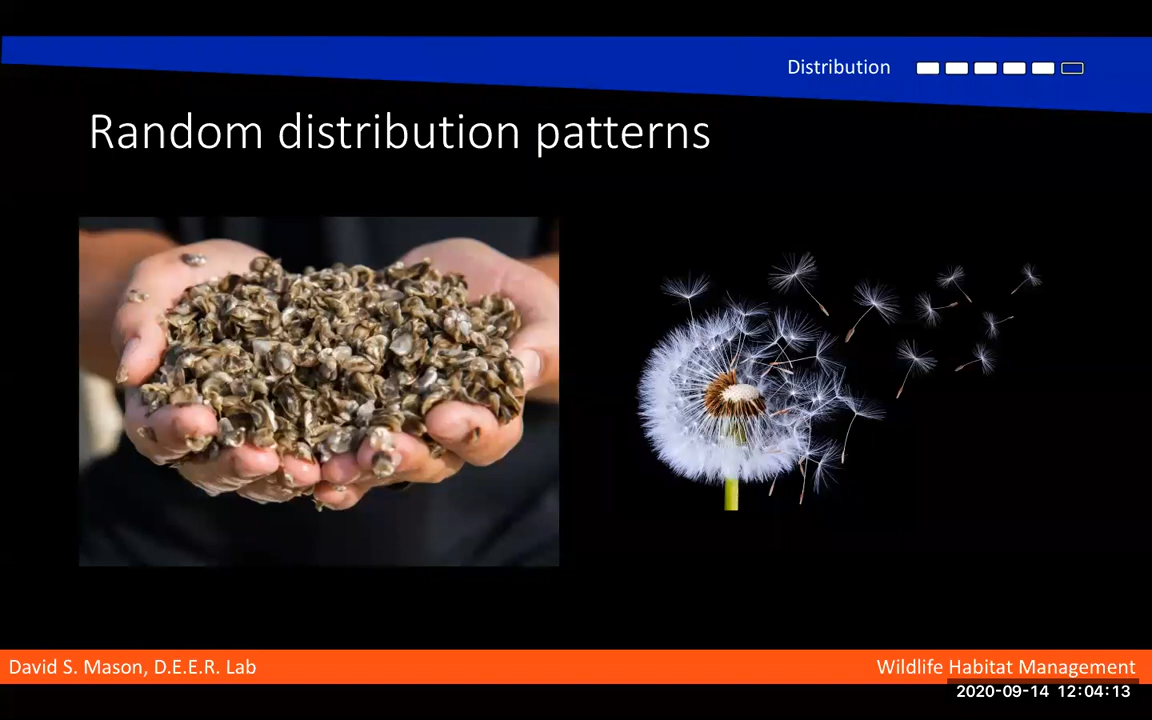 Distribution
Random distribution patterns
David S. Mason, D.E.E.R. Lab
Wildlife Habitat Management
2020-09-14 12:04:13